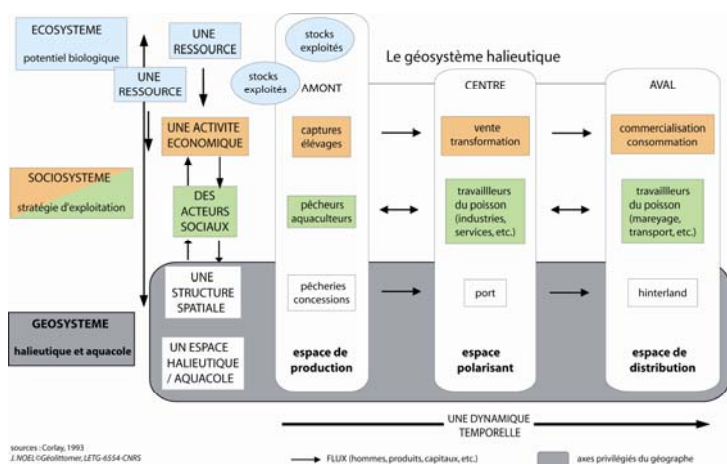 ECOSYSTEME
potentiel biologique
UNE
RESSOURCE
UNE
RESSOURCE
stocks
exploités
stocks
exploités
Le géosystème halieutique
AMONT
CENTRE
AVAL
UNE ACTIVITE
ECONOMIQUE
captures
élévages
vente
transformation
commercialisation
consommation
SOCIOSYSTEME
stratégie d'exploitation
DES
ACTEURS
SOCIAUX
pêcheurs
aquaculteurs
travaillleurs
du poisson
(industries,
services, etc.)
travaillleurs
du poisson
(mareyage,
transport, etc.)
UNE
STRUCTURE
SPATIALE
pêcheries
concessions
port
hinterland
GEOSYSTEME
halieutique et aquacole
UN ESPACE
HALIEUTIQUE
/ AQUACOLE
espace de
production
espace
polarisant
espace de
distribution
UNE DYNAMIQUE
TEMPORELLE
sources : Corlay, 1993
J. NOEL©Géolittomer, LETG-6554-CNRS
FLUX (hommes, produits, capitaux, etc.)
axes privilégiés du géographe